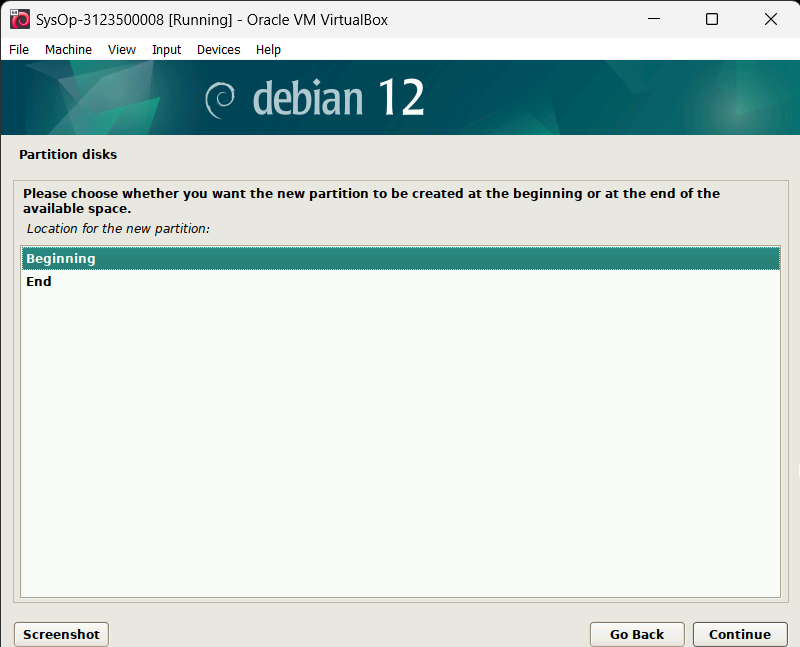 SysOp-3123500008 [Running] - Oracle VM VirtualBox
File Machine View Input Devices Help
debian 12
Partition disks
Please choose whether you want the new partition to be created at the beginning or at the end of the
available space.
Location for the new partition:
Beginning
End
Screenshot Go Back Continue